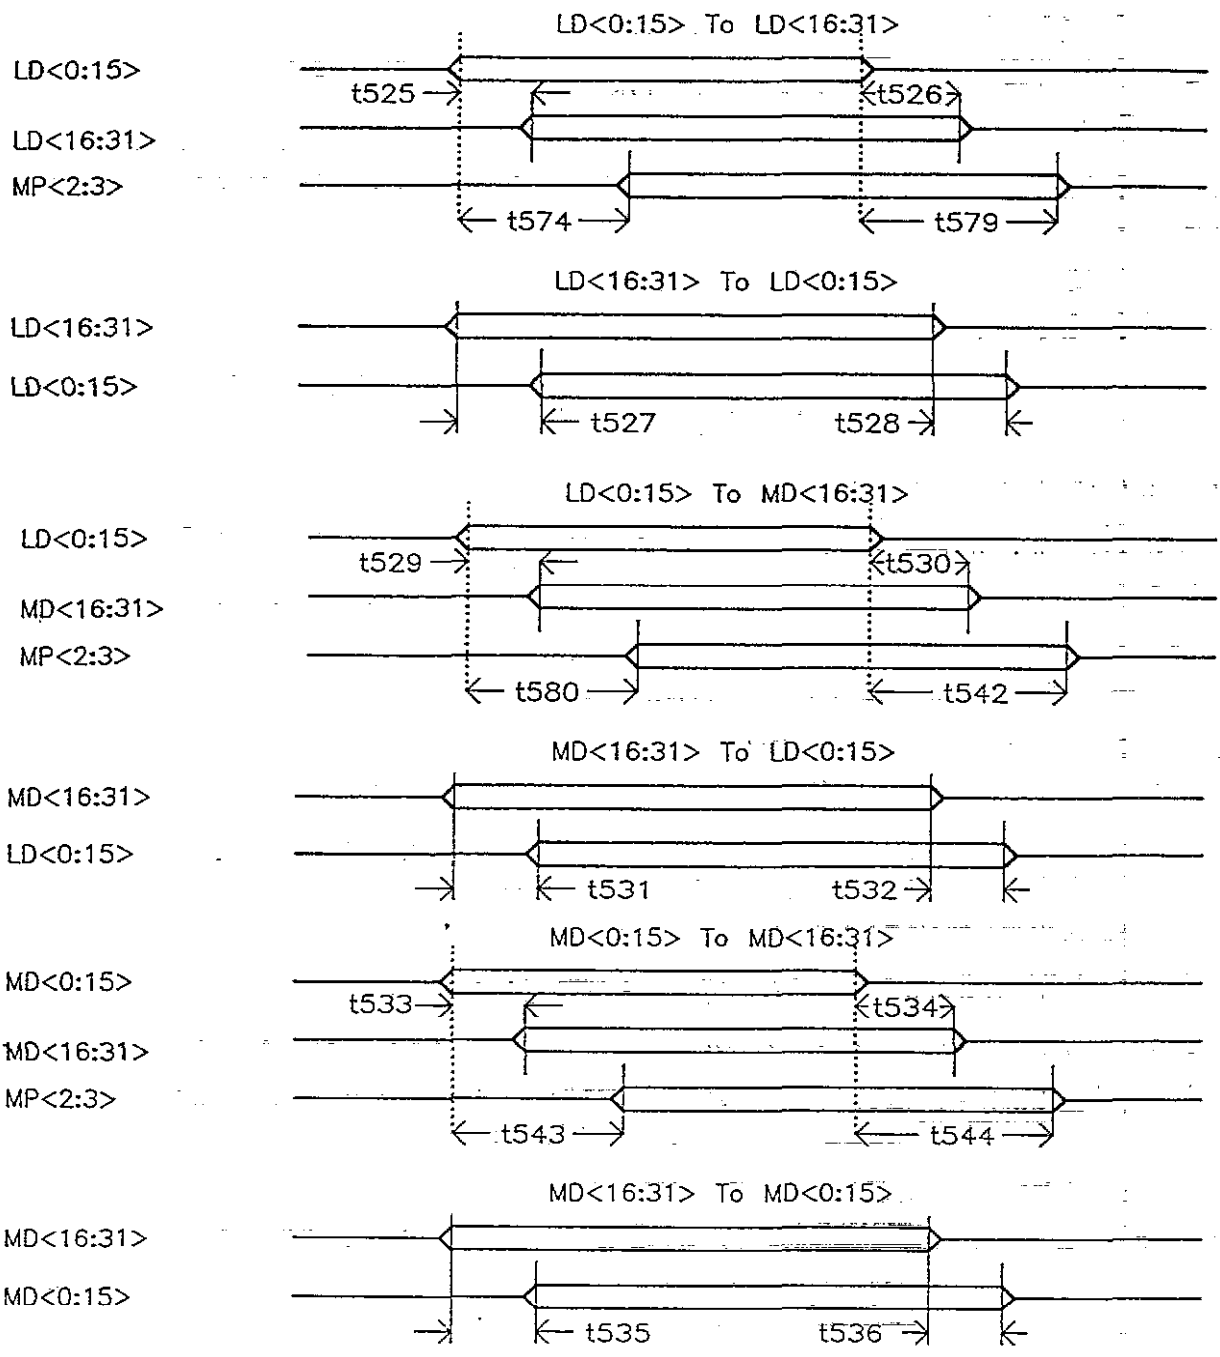 LD<0:15> To LD<16:31>
LD<0:15>
t525
t526
LD<16:31>
MP<2:3>
t574
t579
LD<16:31> To LD<0:15>
LD<16:31>
LD<0:15>
t527
t528
LD<0:15> To MD<16:31>
LD<0:15>
t529
t530
MD<16:31>
MP<2:3>
t580
t542
MD<16:31> To LD<0:15>
MD<16:31>
LD<0:15>
t531
t532
MD<0:15> To MD<16:31>
MD<0:15>
t533
t534
MD<16:31>
MP<2:3>
t543
t544
MD<16:31> To MD<0:15>
MD<16:31>
MD<0:15>
t535
t536